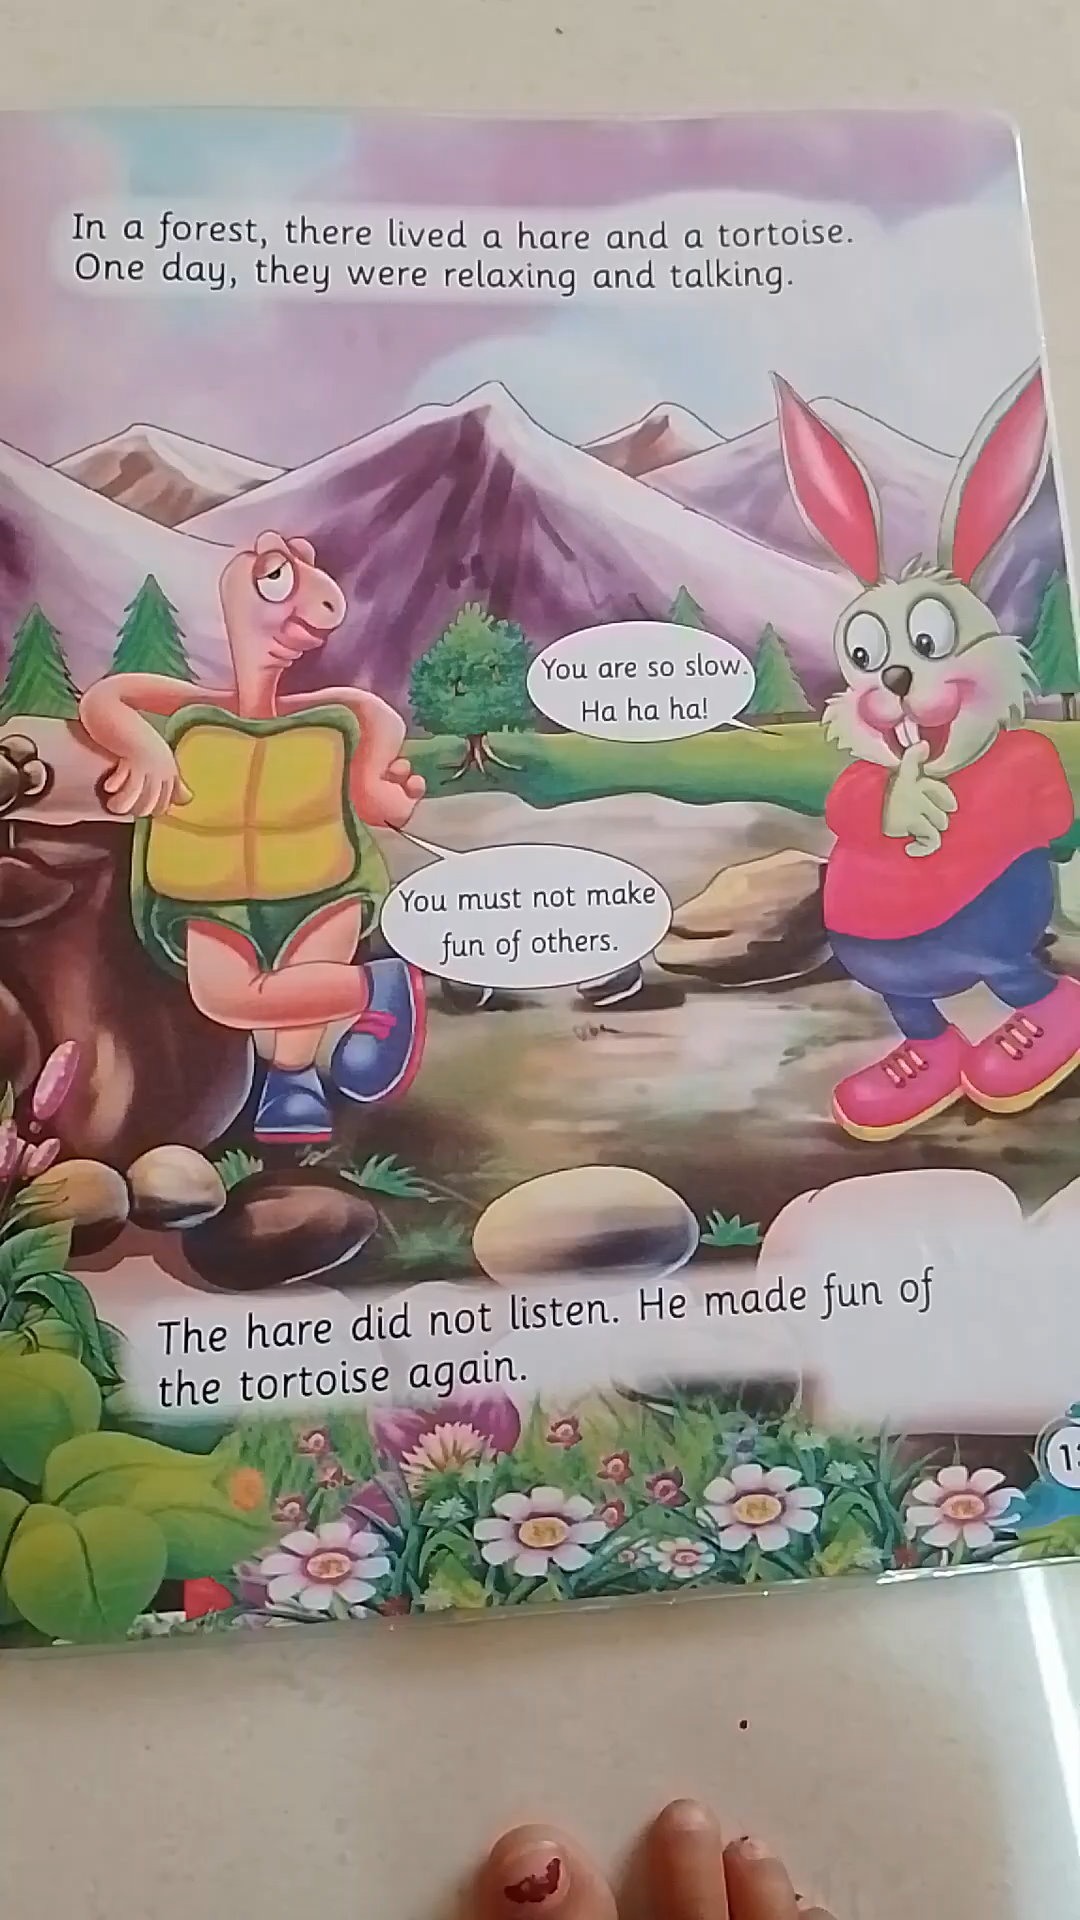 In a forest, there lived a hare and a tortoise.
One day, they were relaxing and talking.
You are so slow.
Ha ha ha!
You must not make
fun of others.
The hare did not listen. He made fun of
the tortoise again.